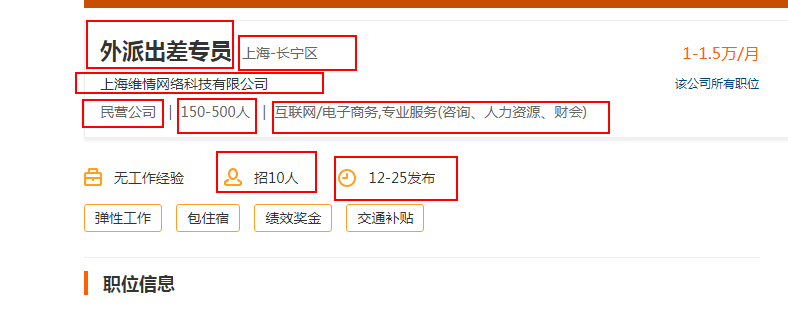 外派出差专员 上海-长宁区 1-1.5万/月
上海维情网络科技有限公司 该公司所有职位
民营公司 | 150-500人 | 互联网/电子商务,专业服务(咨询、人力资源、财会)
无工作经验 招10人 12-25发布
弹性工作 包住宿 绩效奖金 交通补贴
职位信息